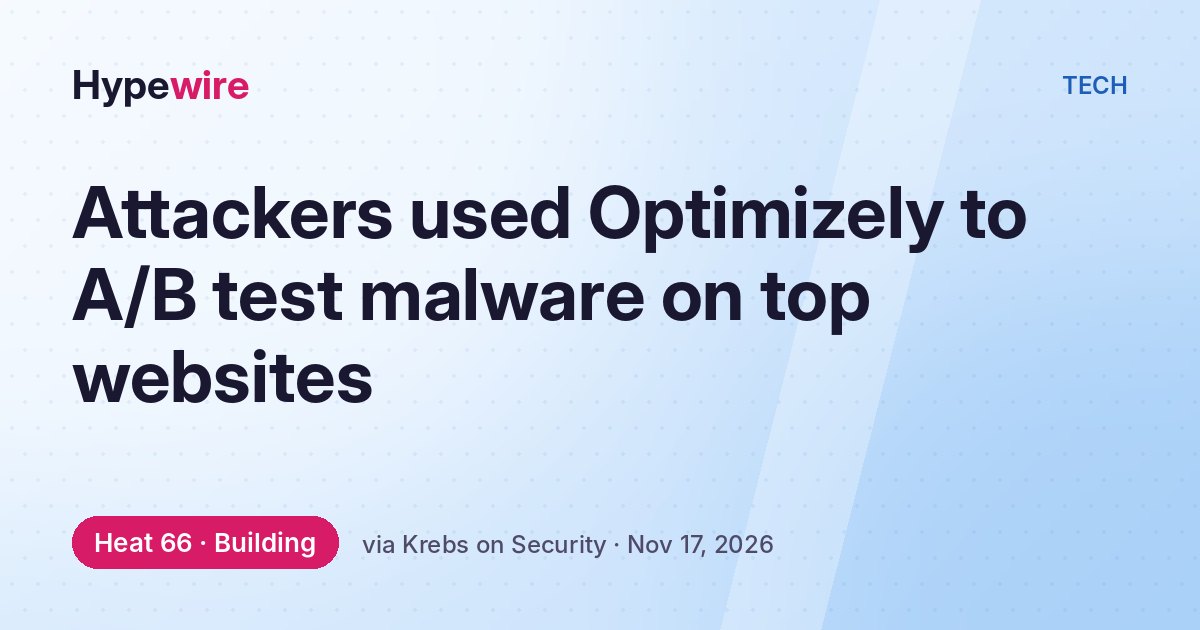 Hypewire
TECH
Attackers used Optimizely to
A/B test malware on top
websites
Heat 66 · Building
via Krebs on Security · Nov 17, 2026